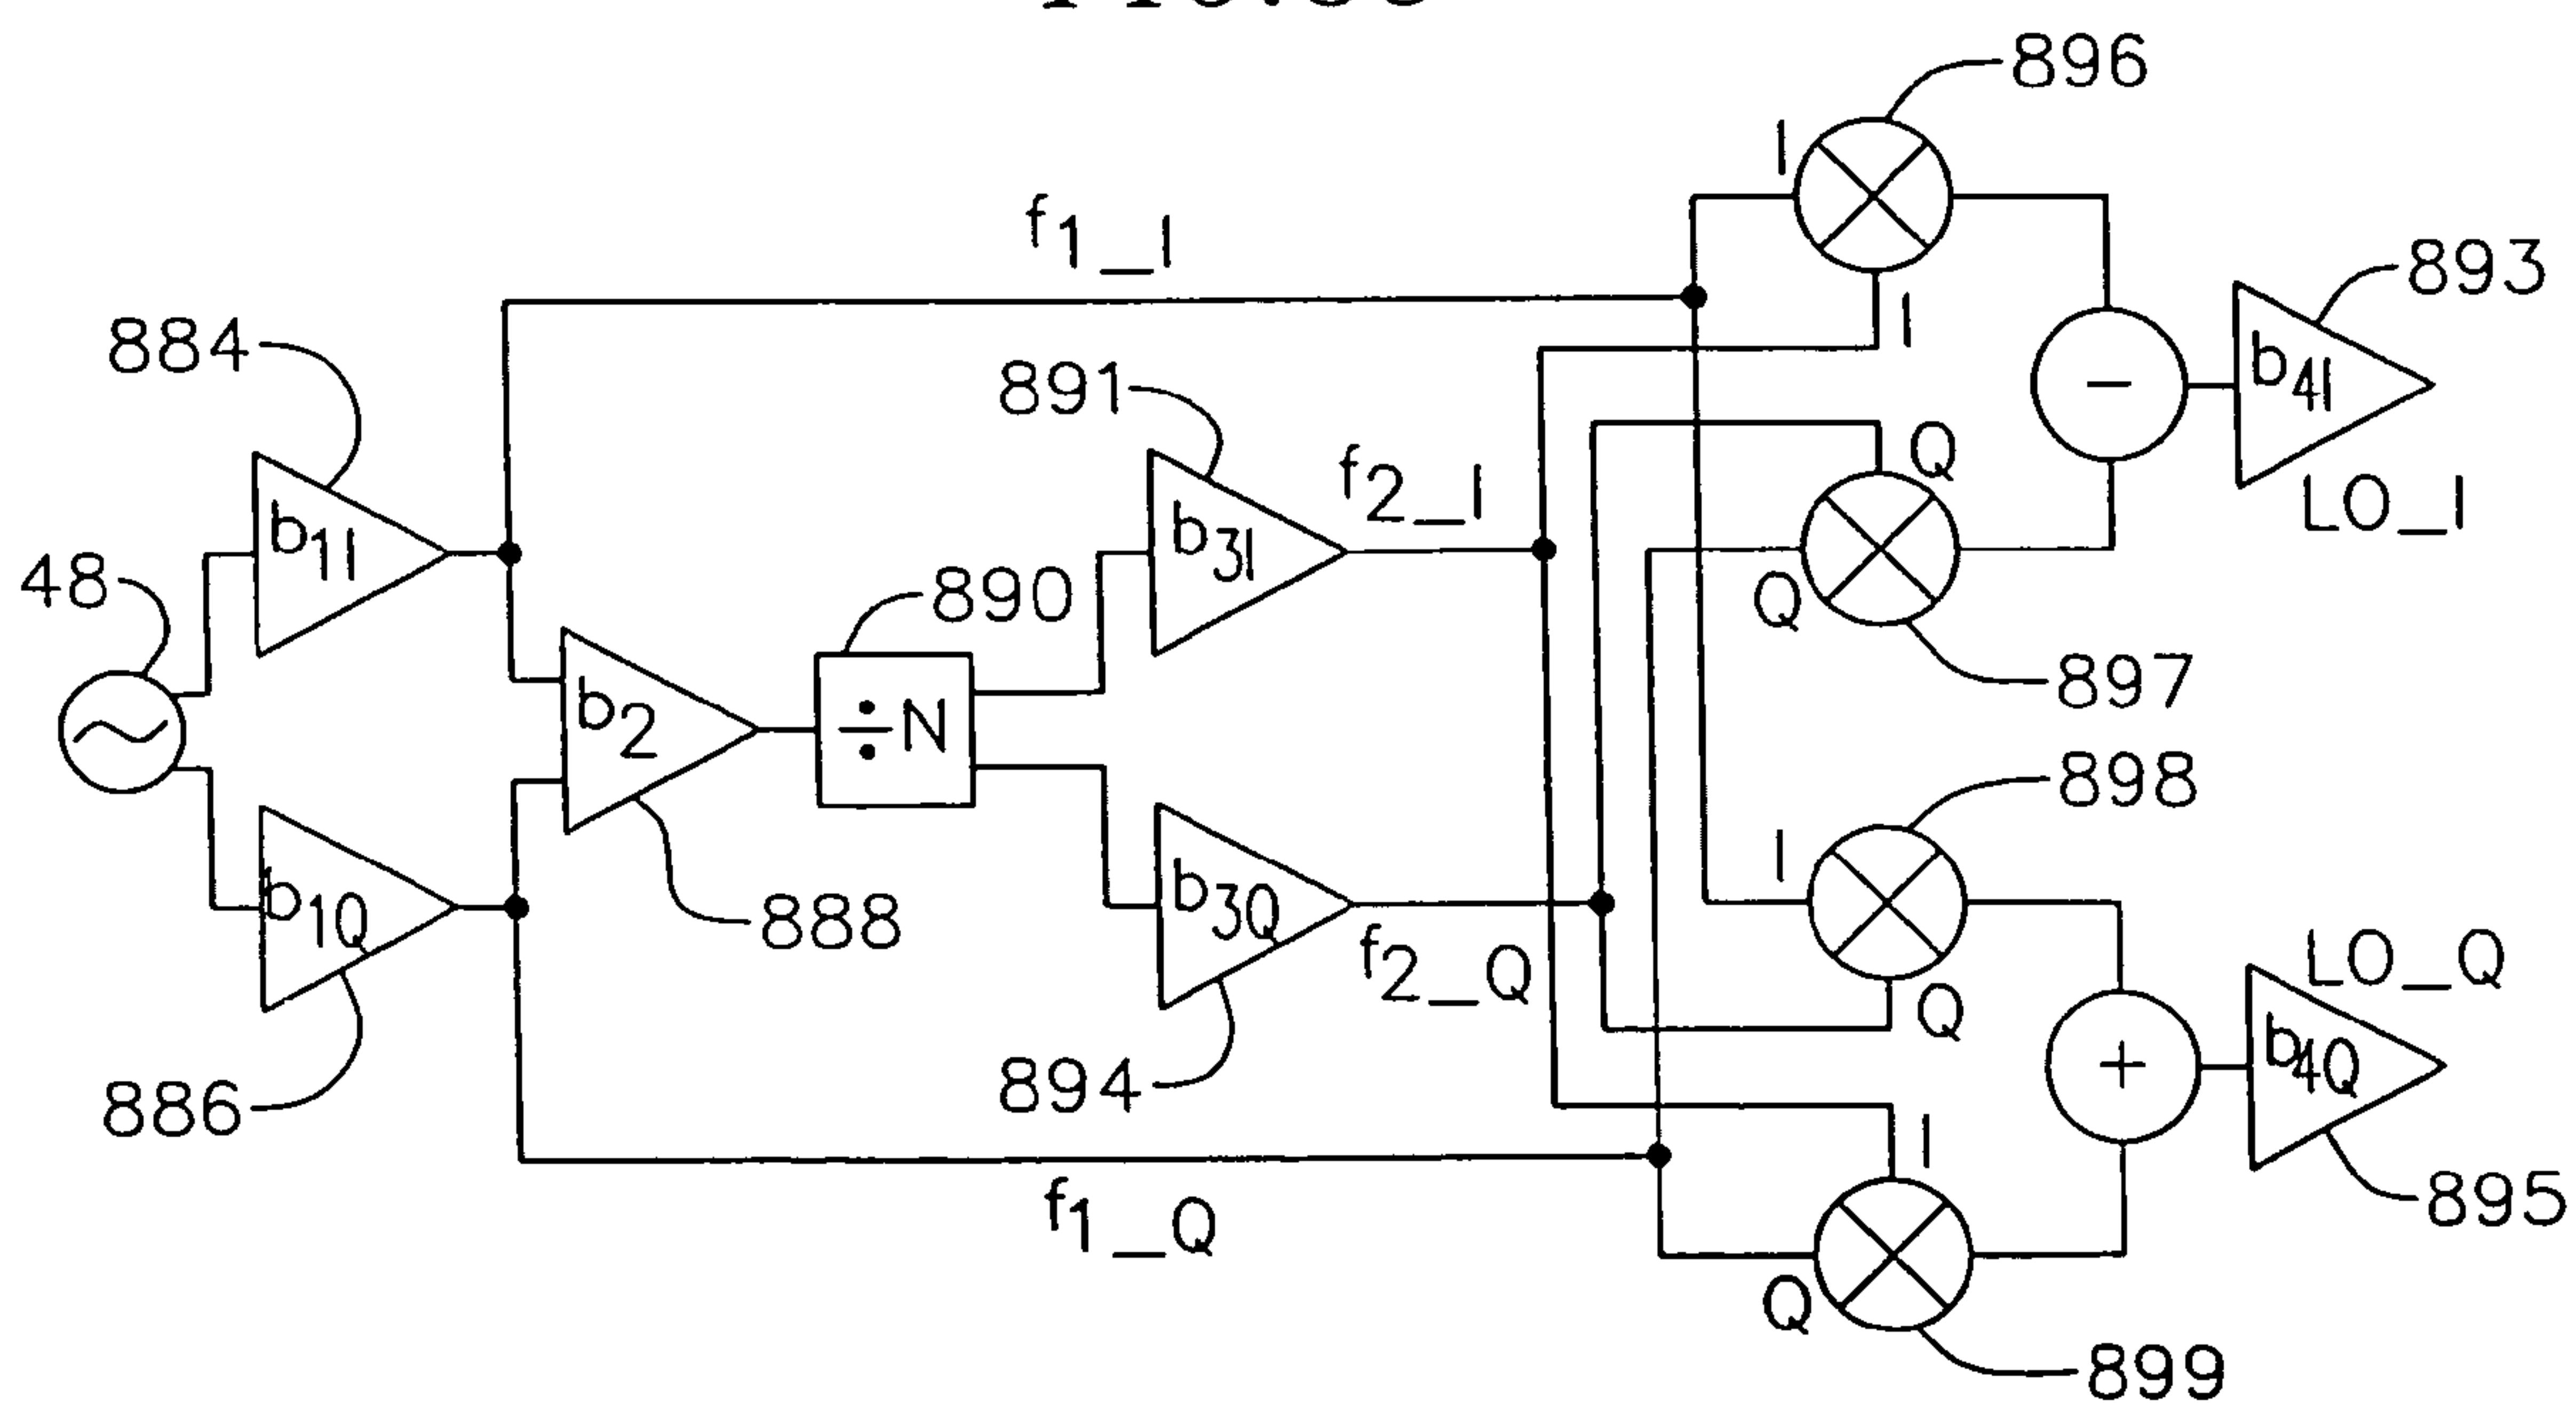 896
I
f1_I
893
884
I
b4I
891
Q
f2_I
LO_I
b1I
b3I
48
890
Q
897
b2
÷N
898
I
b3Q
b1Q
888
LO_Q
f2_Q
Q
b4Q
894
886
I
895
f1_Q
Q
899